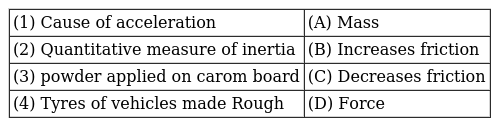 (1) Cause of acceleration (A) Mass
(2) Quantitative measure of inertia (B) Increases friction
(3) powder applied on carom board (C) Decreases friction
(4) Tyres of vehicles made Rough (D) Force